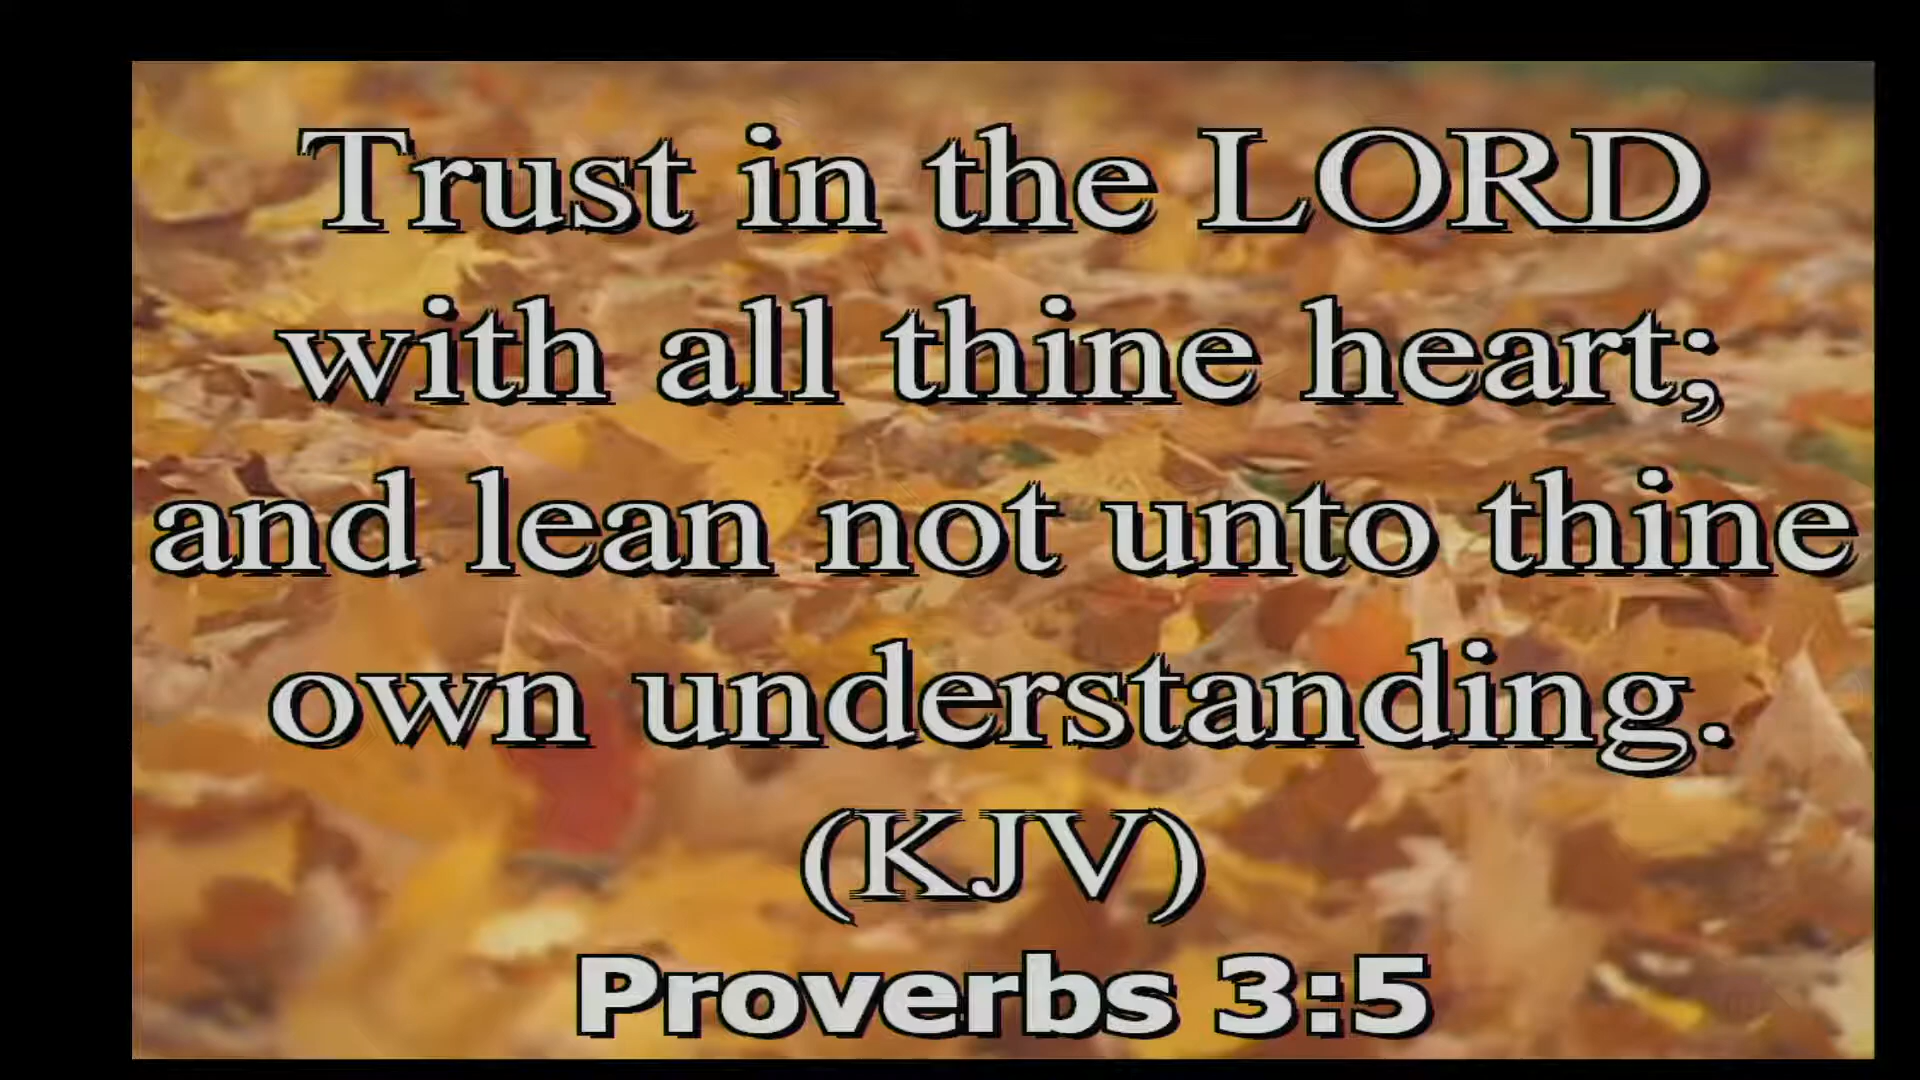 Trust in the LORD
with all thine heart;
and lean not unto thine
own understanding.
(KJV)
Proverbs 3:5